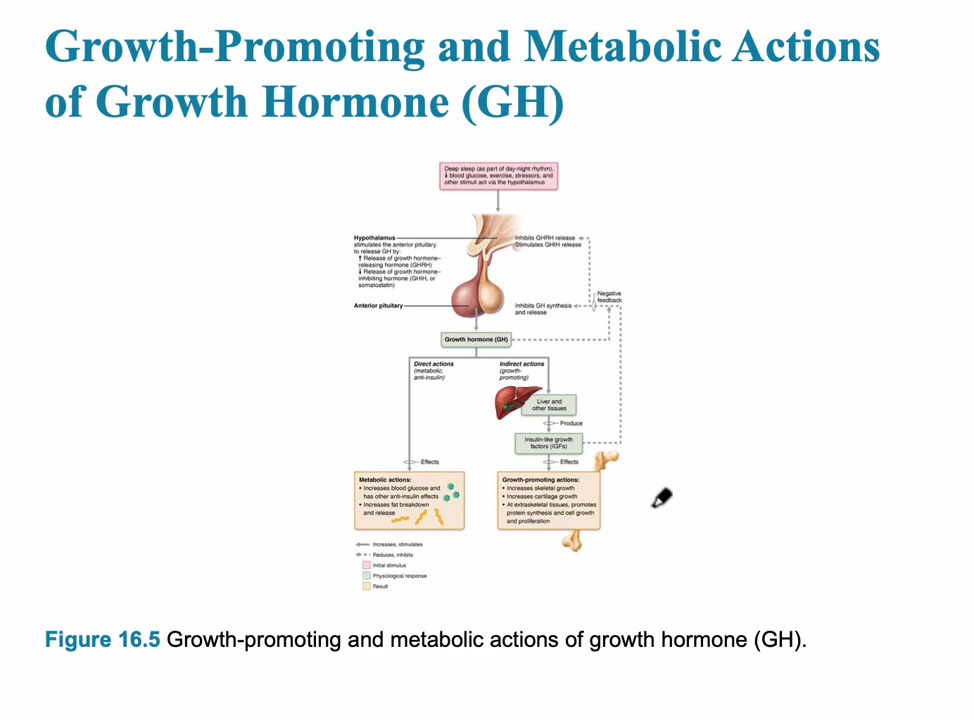 Growth-Promoting and Metabolic Actions
of Growth Hormone (GH)
Deep sleep (as part of day-night rhythm),
↓ blood glucose, exercise, stressors, and
other stimuli act via the hypothalamus
Hypothalamus
stimulates the anterior pituitary
to release GH by:
↑ Release of growth hormone–
releasing hormone (GHRH)
↓ Release of growth hormone–
inhibiting hormone (GHIH, or
somatostatin)
Inhibits GHRH release
Stimulates GHIH release
Negative
feedback
Anterior pituitary
Inhibits GH synthesis
and release
Growth hormone (GH)
Direct actions
(metabolic,
anti-insulin)
Indirect actions
(growth-
promoting)
Liver and
other tissues
Produce
Insulin-like growth
factors (IGFs)
Effects
Effects
Metabolic actions:
• Increases blood glucose and
has other anti-insulin effects
• Increases fat breakdown
and release
Growth-promoting actions:
• Increases skeletal growth
• Increases cartilage growth
• At extraskeletal tissues, promotes
protein synthesis and cell growth
and proliferation
Increases, stimulates
Reduces, inhibits
Initial stimulus
Physiological response
Result
Figure 16.5 Growth-promoting and metabolic actions of growth hormone (GH).